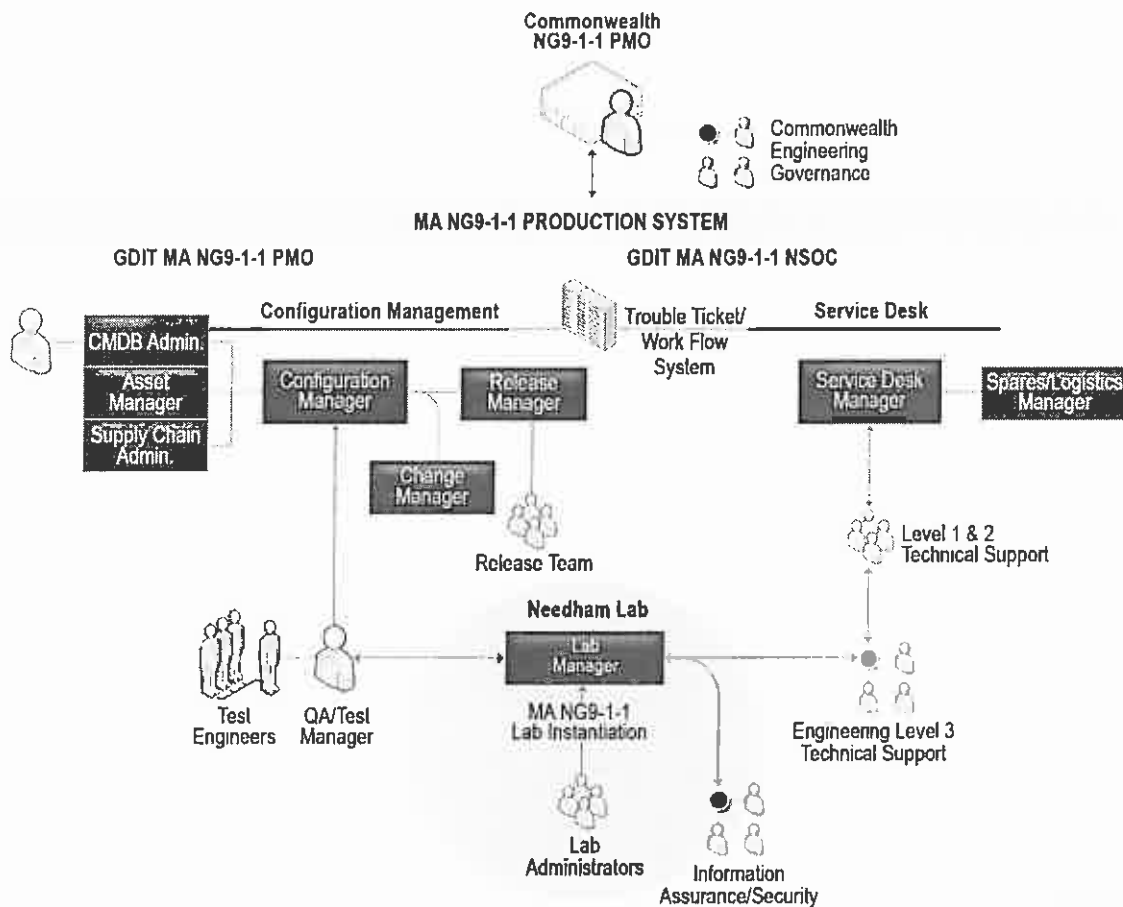 Commonwealth
NG9-1-1 PMO
Commonwealth
Engineering
Governance
MA NG9-1-1 PRODUCTION SYSTEM
GDIT MA NG9-1-1 PMO
GDIT MA NG9-1-1 NSOC
Configuration Management
Trouble Ticket/
Work Flow
System
Service Desk
CMDB Admin.
Asset
Manager
Supply Chain
Admin.
Configuration
Manager
Release
Manager
Change
Manager
Service Desk
Manager
Spares/Logistics
Manager
Release Team
Level 1 & 2
Technical Support
Needham Lab
Lab
Manager
Test
Engineers
QA/Test
Manager
MA NG9-1-1
Lab Instantiation
Engineering Level 3
Technical Support
Lab
Administrators
Information
Assurance/Security